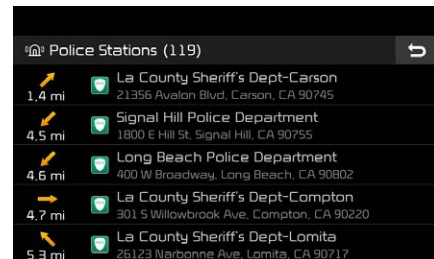 Police Stations (119)
La County Sheriff's Dept-Carson
1.4 mi
21356 Avalon Blvd, Carson, CA 90745
Signal Hill Police Department
4.5 mi
1800 E Hill St, Signal Hill, CA 90755
Long Beach Police Department
4.6 mi
400 W Broadway, Long Beach, CA 90802
La County Sheriff's Dept-Compton
4.7 mi
301 S Willowbrook Ave, Compton, CA 90220
La County Sheriff's Dept-Lomita
5.3 mi
26123 Narbonne Ave, Lomita, CA 90717